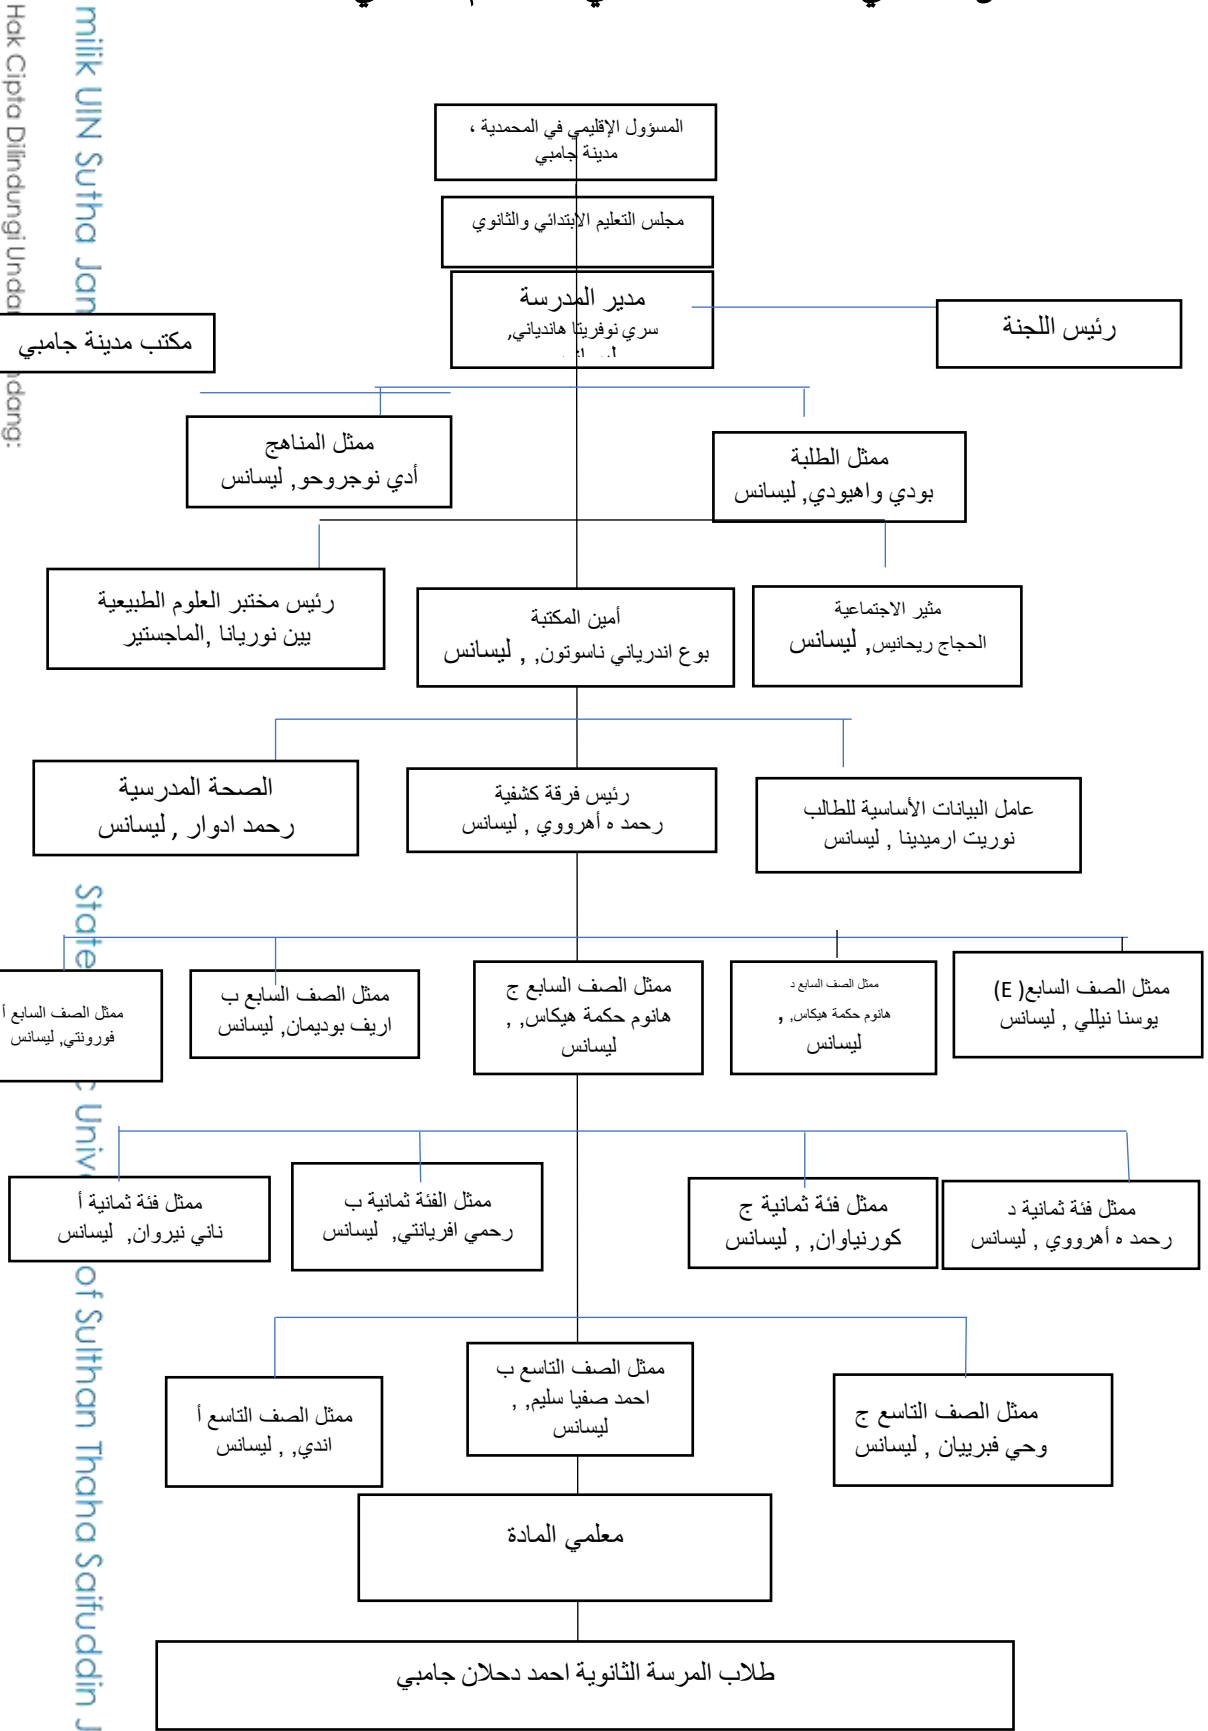 المسؤول الإقليمي في المحمدية ،
مدينة جامبي
مجلس التعليم الابتدائي والثانوي
مدير المدرسة
سري نوفريتا هاندياني,
رئيس اللجنة
مكتب مدينة جامبي
ممثل المناهج
أدي نوجروحو, ليسانس
ممثل الطلبة
بودي واهيودي, ليسانس
رئيس مختبر العلوم الطبيعية
يين نوريانا ,الماجستير
أمين المكتبة
بوع اندرياني ناسوتون, , ليسانس
مثير الاجتماعية
الحجاج ريحانيس, ليسانس
الصحة المدرسية
رحمد ادوار , ليسانس
رئيس فرقة كشفية
رحمد ه أهرووي , ليسانس
عامل البيانات الأساسية للطالب
نوريت ارميدينا , ليسانس
ممثل الصف السابع أ
فورونتي, ليسانس
ممثل الصف السابع ب
اريف بوديمان, ليسانس
ممثل الصف السابع ج
هانوم حكمة هيكاس, ,
ليسانس
ممثل الصف السابع د
هانوم حكمة هيكاس, ,
ليسانس
ممثل الصف السابع( E)
يوسنا نيللي , ليسانس
ممثل فئة ثمانية أ
ناني نيروان, ليسانس
ممثل الفئة ثمانية ب
رحمي افريانتي, ليسانس
ممثل فئة ثمانية ج
كورنياوان, , ليسانس
ممثل فئة ثمانية د
رحمد ه أهرووي , ليسانس
ممثل الصف التاسع أ
اندي, , ليسانس
ممثل الصف التاسع ب
احمد صفيا سليم, ,
ليسانس
ممثل الصف التاسع ج
وحي فبرييان , ليسانس
معلمي المادة
طلاب المرسة الثانوية احمد دحلان جامبي
Hak Cipta Dilindungi
milik UIN Sutha
State
of Sulthan Thaha Saifuddin J